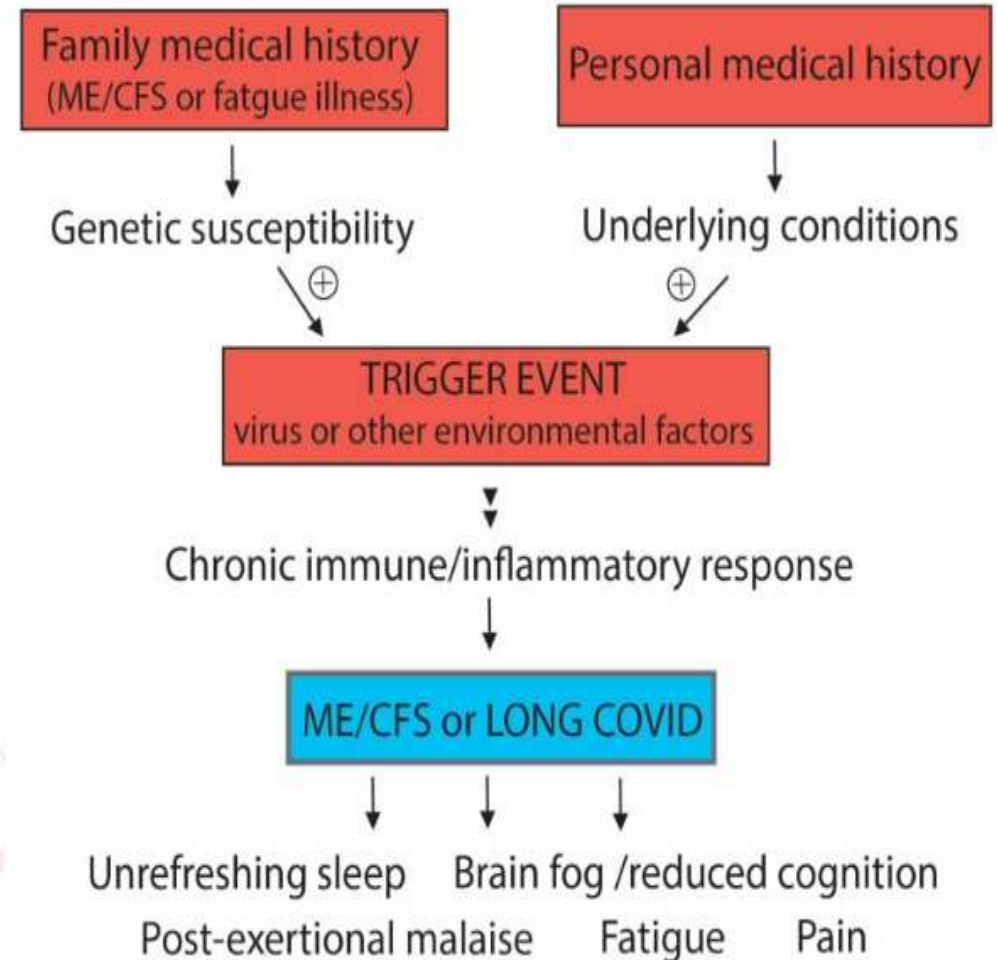 Family medical history
(ME/CFS or fatgue illness)
Personal medical history
Genetic susceptibility
Underlying conditions
⊕
⊕
TRIGGER EVENT
virus or other environmental factors
Chronic immune/inflammatory response
ME/CFS or LONG COVID
Unrefreshing sleep Brain fog /reduced cognition
Post-exertional malaise Fatigue Pain